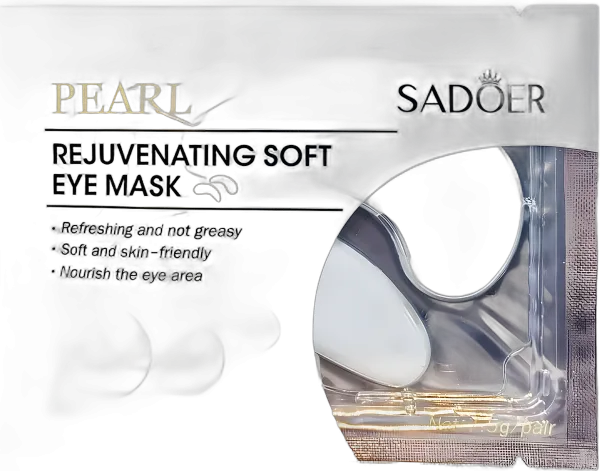 PEARL
SADOER
REJUVENATING SOFT
EYE MASK
• Refreshing and not greasy
• Soft and skin-friendly
• Nourish the eye area